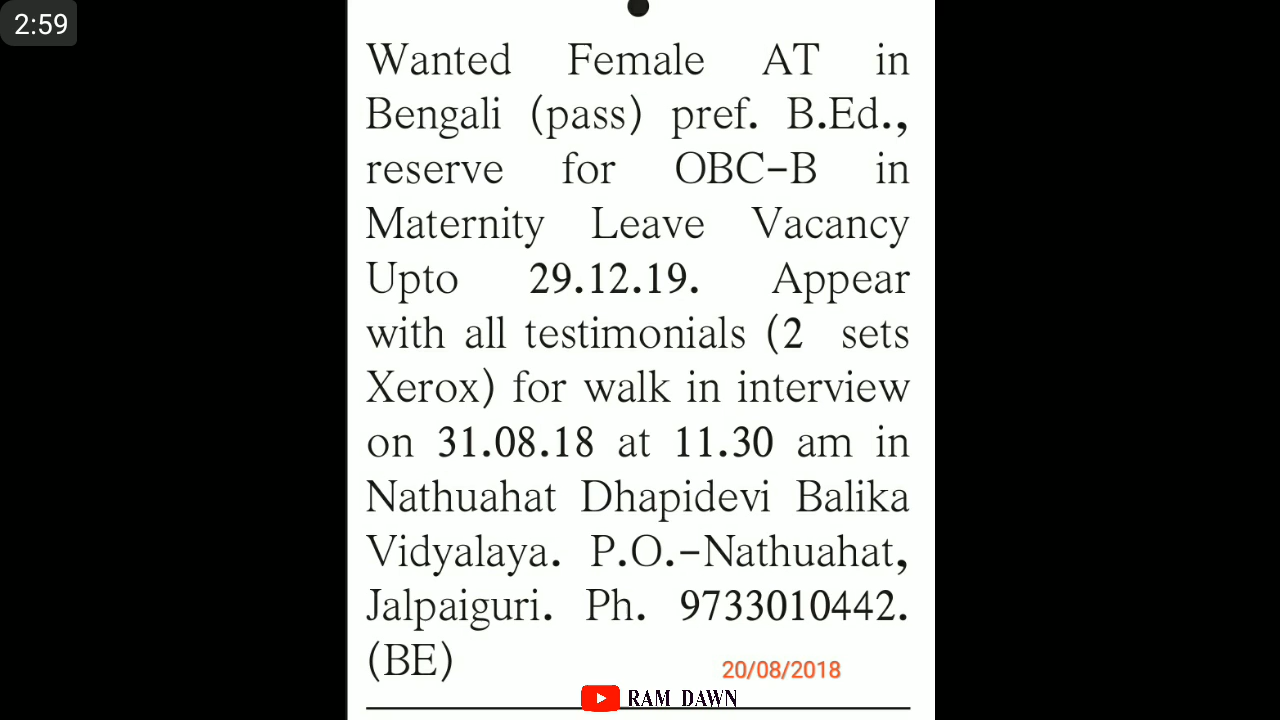 2:59
Wanted Female AT in
Bengali (pass) pref. B.Ed.,
reserve for OBC-B in
Maternity Leave Vacancy
Upto 29.12.19. Appear
with all testimonials (2 sets
Xerox) for walk in interview
on 31.08.18 at 11.30 am in
Nathuahat Dhapidevi Balika
Vidyalaya. P.O.-Nathuahat,
Jalpaiguri. Ph. 9733010442.
(BE)
20/08/2018
RAM DAWN